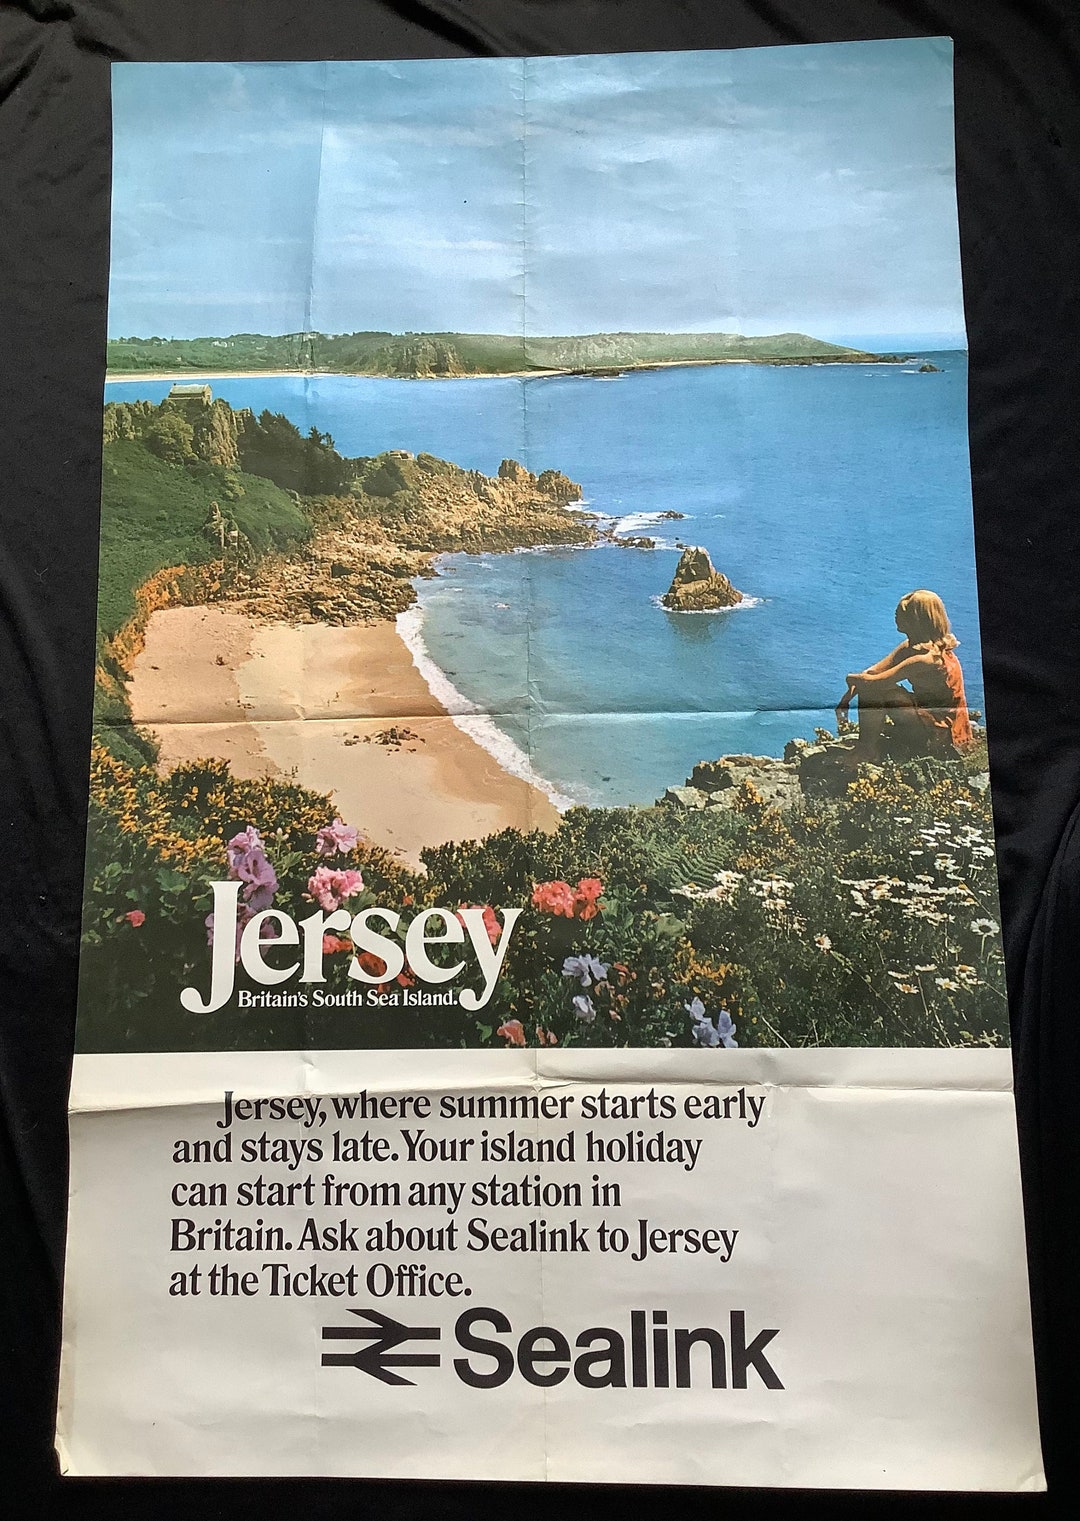 Jersey
Britain's South Sea Island.
Jersey, where summer starts early
and stays late. Your island holiday
can start from any station in
Britain. Ask about Sealink to Jersey
at the Ticket Office.
Sealink